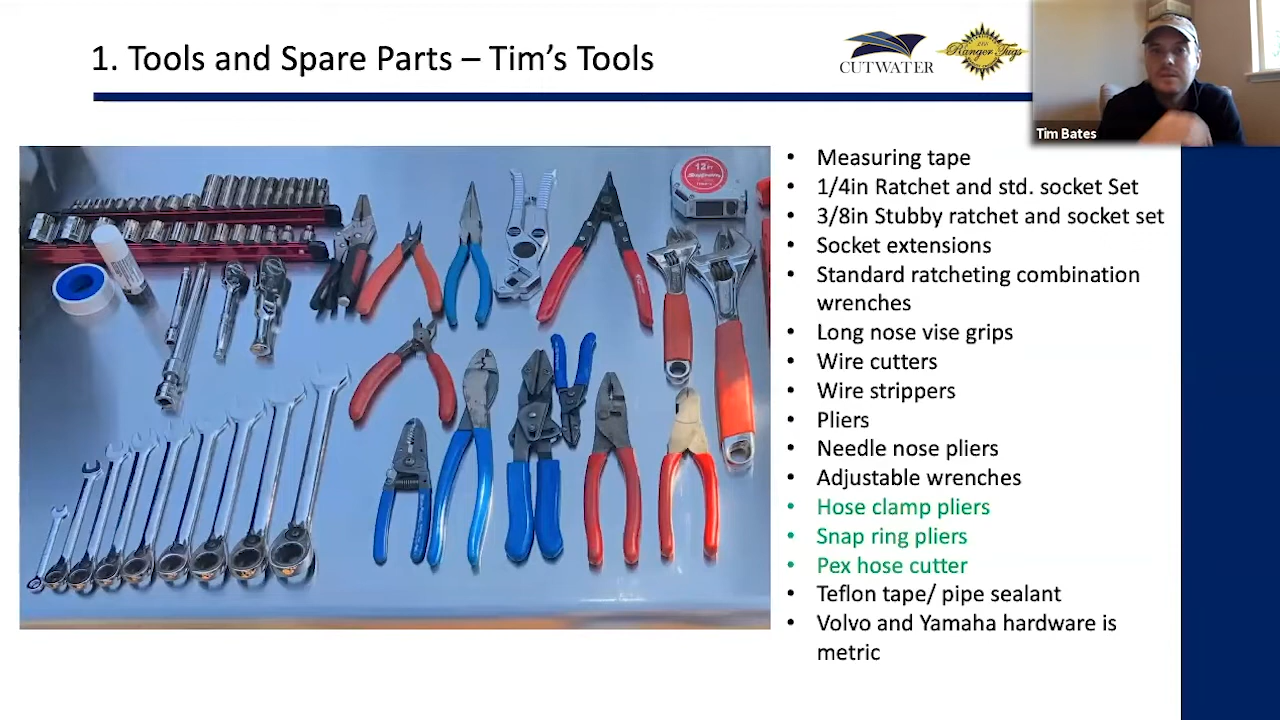 1. Tools and Spare Parts – Tim's Tools
CUTWATER
Ranger Tugs
Tim Bates
12ft
• Measuring tape
• 1/4in Ratchet and std. socket Set
• 3/8in Stubby ratchet and socket set
• Socket extensions
• Standard ratcheting combination
wrenches
• Long nose vise grips
• Wire cutters
• Wire strippers
• Pliers
• Needle nose pliers
• Adjustable wrenches
• Hose clamp pliers
• Snap ring pliers
• Pex hose cutter
• Teflon tape/ pipe sealant
• Volvo and Yamaha hardware is
metric